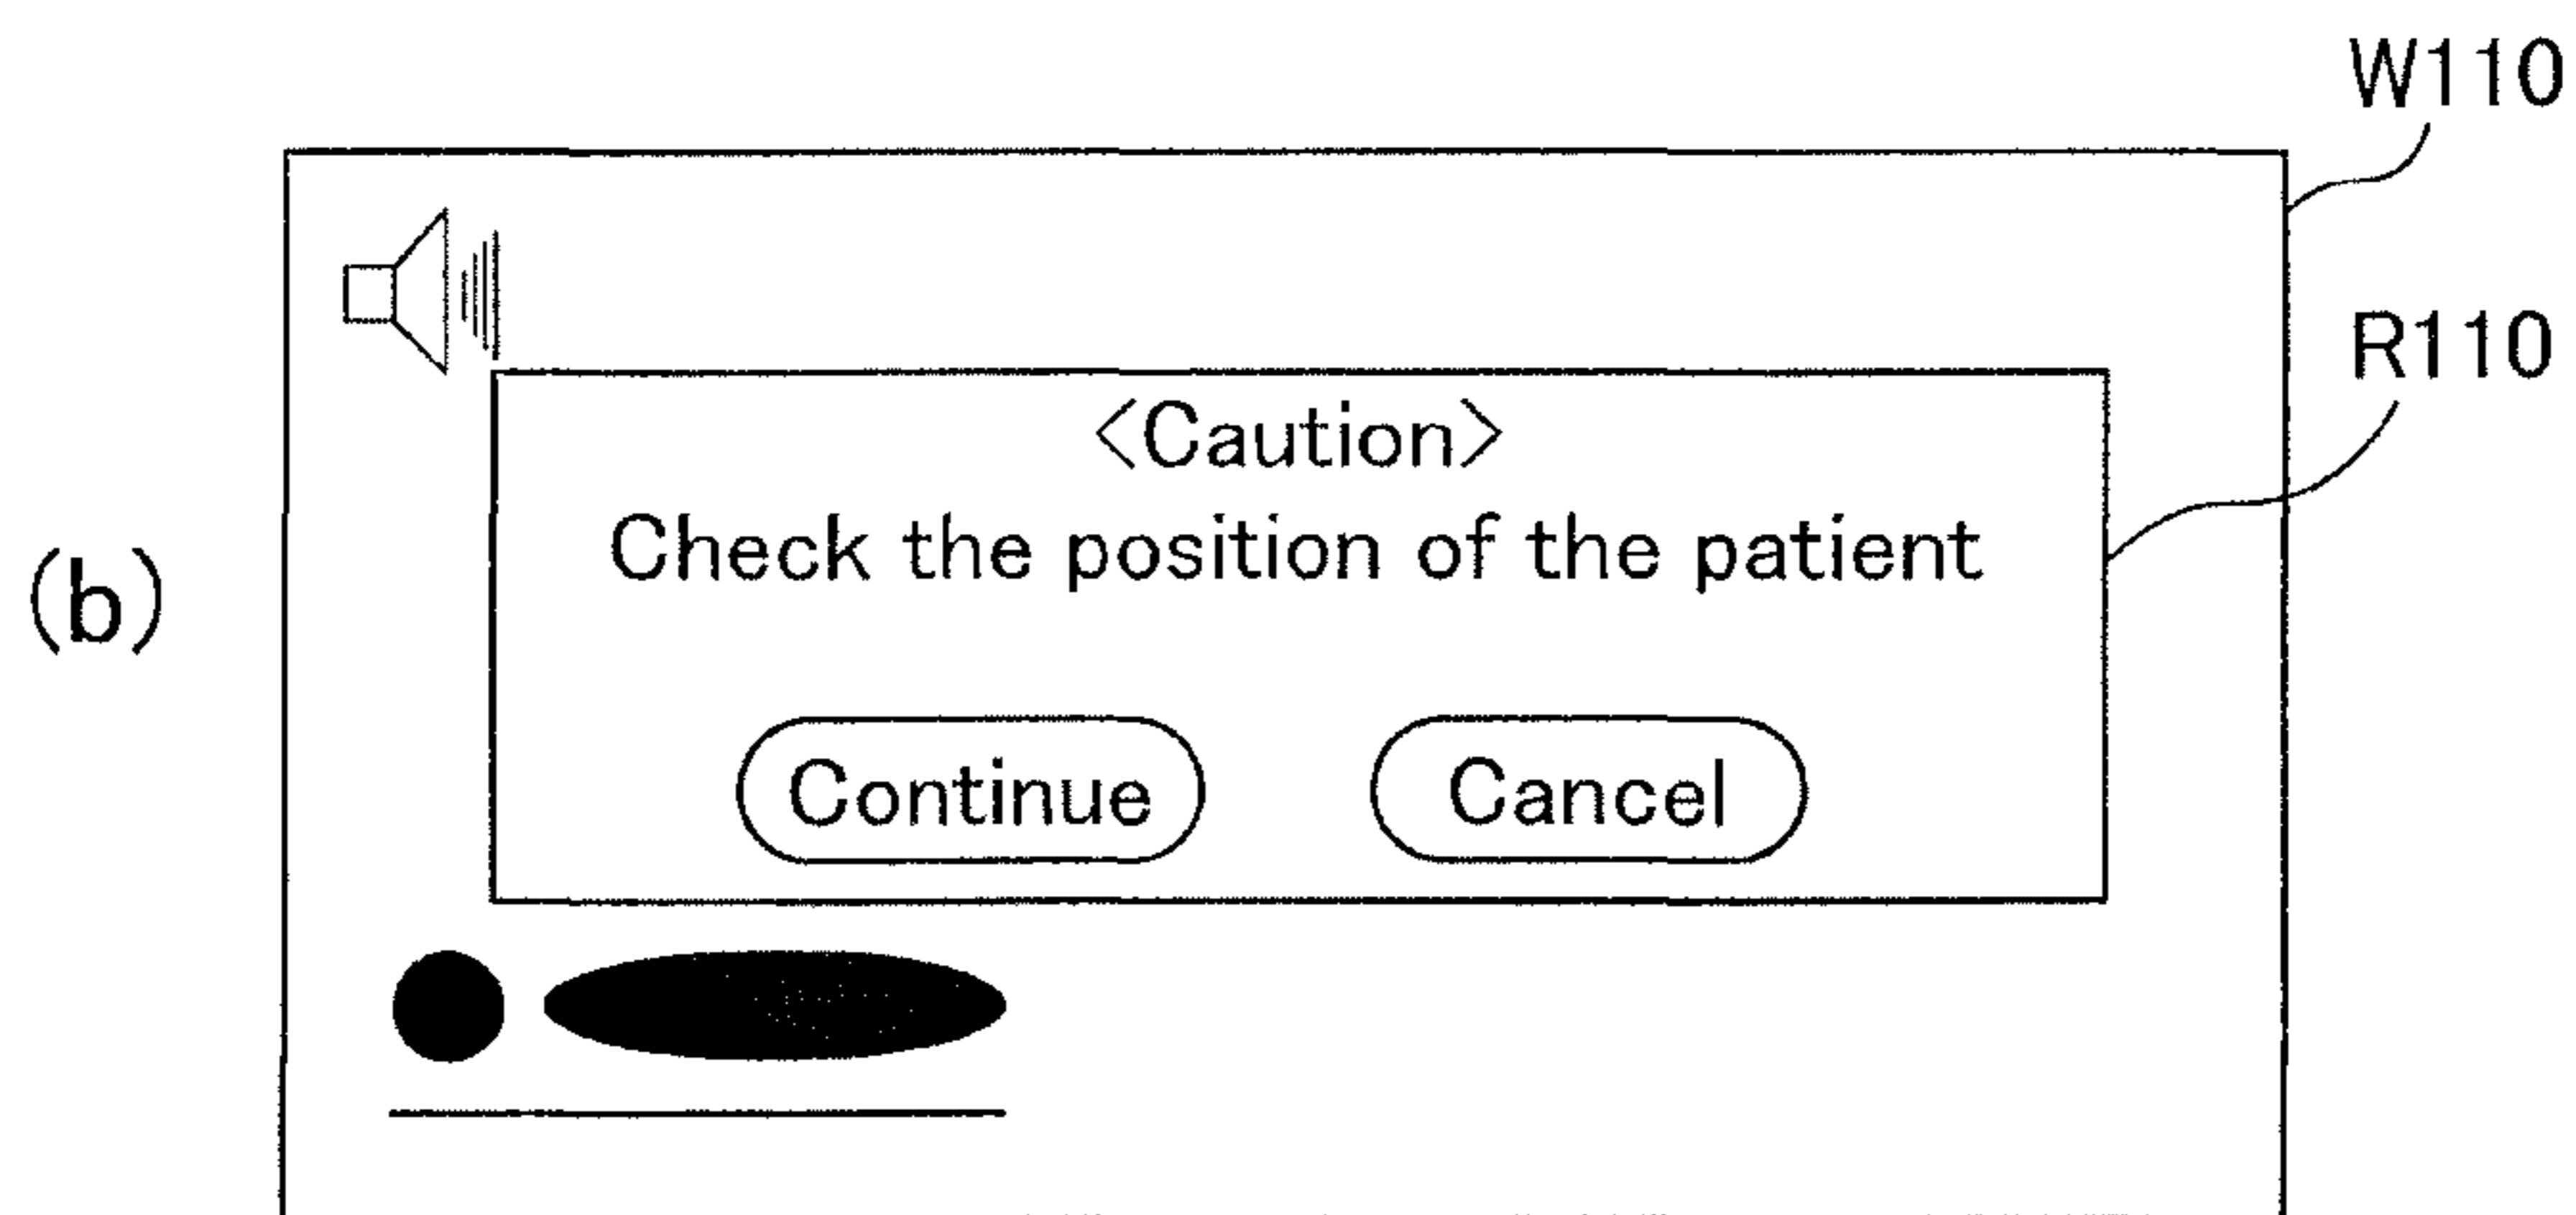 W110
R110
<Caution>
(b)
Check the position of the patient
Continue
Cancel